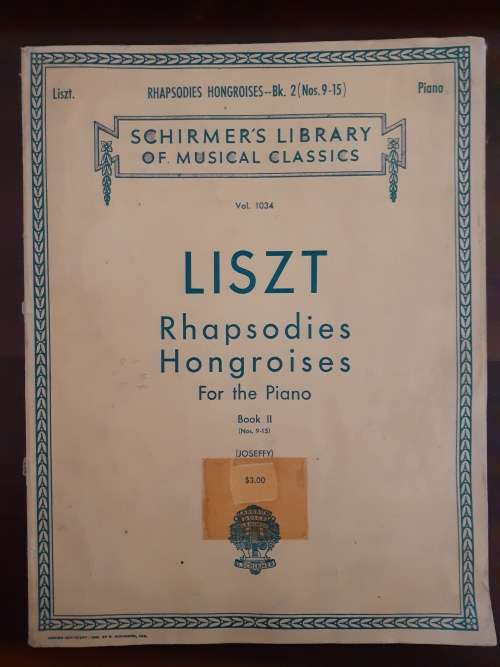 Liszt. RHAPSODIES HONGROISES--Bk. 2 (Nos. 9-15) Piano
SCHIRMER'S LIBRARY
OF MUSICAL CLASSICS
Vol. 1034
LISZT
Rhapsodies
Hongroises
For the Piano
Book II
(Nos. 9-15)
(JOSEFFY)
$3.00
G. SCHIRMER